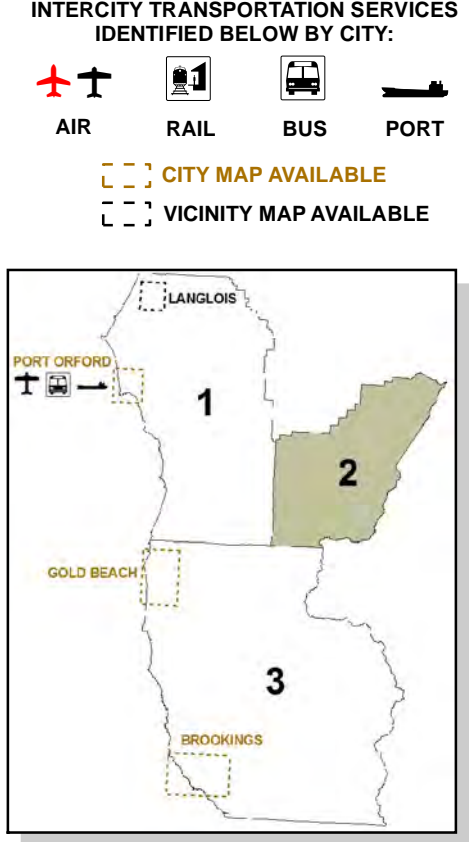 INTERCITY TRANSPORTATION SERVICES
IDENTIFIED BELOW BY CITY:
AIR RAIL BUS PORT
CITY MAP AVAILABLE
VICINITY MAP AVAILABLE
LANGLOIS
PORT ORFORD
1
2
GOLD BEACH
3
BROOKINGS